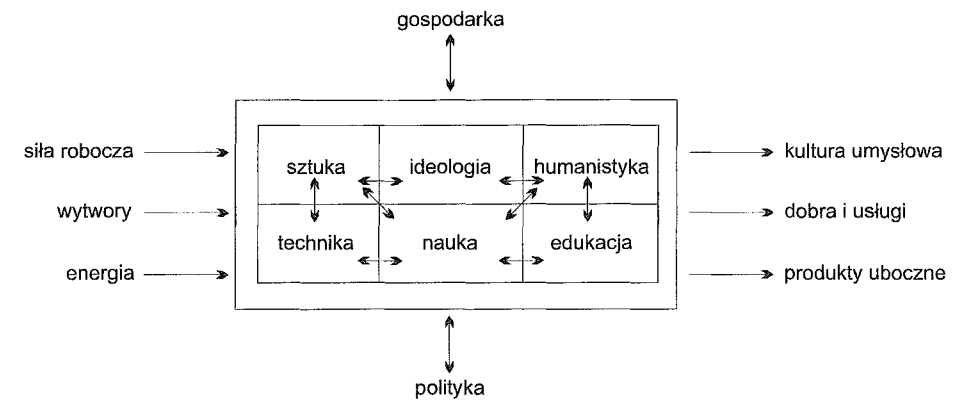 gospodarka
siła robocza
sztuka ideologia humanistyka
kultura umysłowa
wytwory
dobra i usługi
technika nauka edukacja
energia
produkty uboczne
polityka